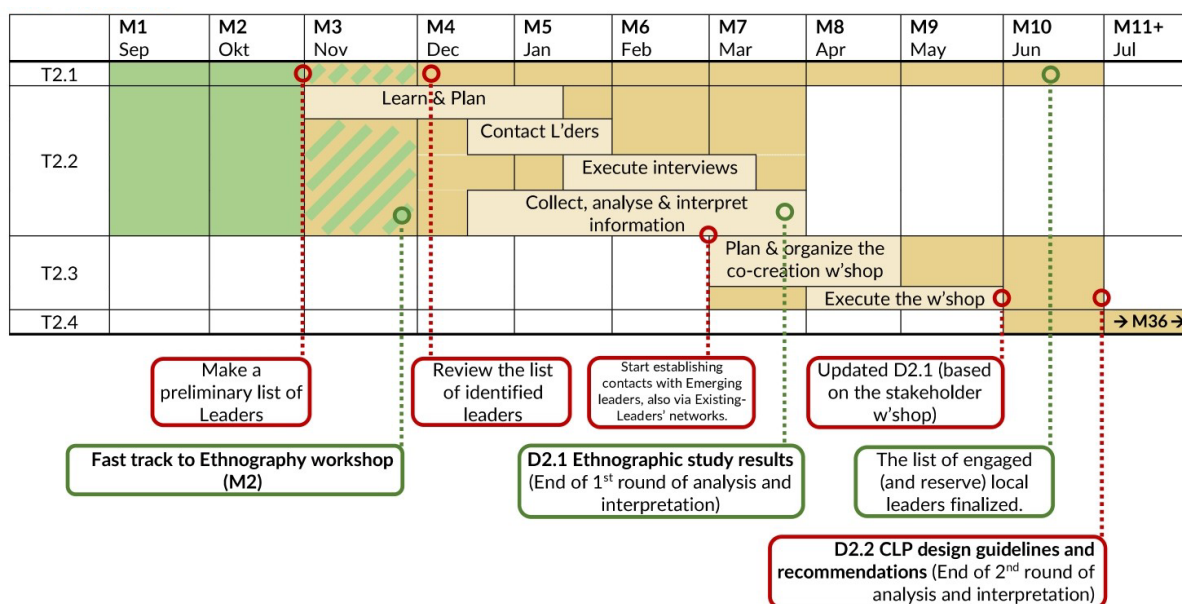 M1 M2 M3 M4 M5 M6 M7 M8 M9 M10 M11+
Sep Okt Nov Dec Jan Feb Mar Apr May Jun Jul
T2.1
Learn & Plan
Contact L'ders
T2.2
Execute interviews
Collect, analyse & interpret
information
Plan & organize the
T2.3
co-creation w'shop
Execute the w'shop
T2.4
→ M36 →
Make a
preliminary list of
Leaders
Review the list
of identified
leaders
Start establishing
contacts with Emerging
leaders, also via Existing-
Leaders' networks.
Updated D2.1 (based
on the stakeholder
w'shop)
Fast track to Ethnography workshop
(M2)
D2.1 Ethnographic study results
(End of 1st round of analysis and
interpretation)
The list of engaged
(and reserve) local
leaders finalized.
D2.2 CLP design guidelines and
recommendations (End of 2nd round of
analysis and interpretation)